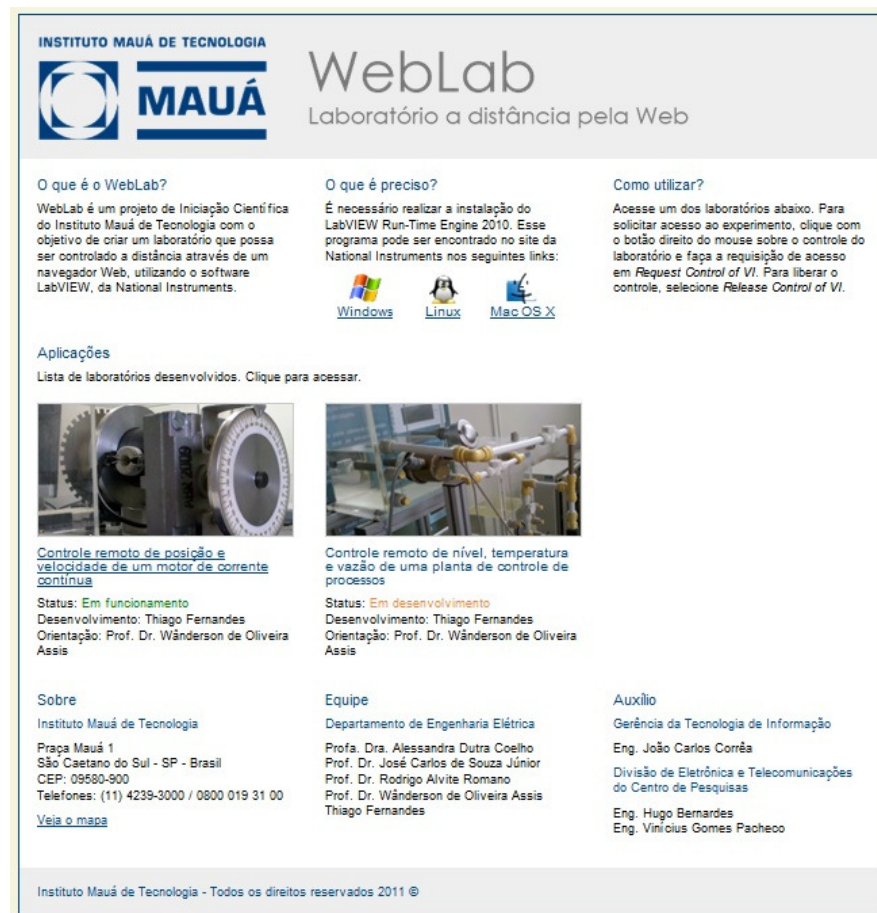 INSTITUTO MAUÁ DE TECNOLOGIA
MAUÁ
WebLab
Laboratório a distância pela Web
O que é o WebLab?
WebLab é um projeto de Iniciação Científica
do Instituto Mauá de Tecnologia com o
objetivo de criar um laboratório que possa
ser controlado a distância através de um
navegador Web, utilizando o software
LabVIEW, da National Instruments.
O que é preciso?
É necessário realizar a instalação do
LabVIEW Run-Time Engine 2010. Esse
programa pode ser encontrado no site da
National Instruments nos seguintes links:
Windows
Linux
Mac OS X
Como utilizar?
Acesse um dos laboratórios abaixo. Para
solicitar acesso ao experimento, clique com
o botão direito do mouse sobre o controle do
laboratório e faça a requisição de acesso
em Request Control of VI. Para liberar o
controle, selecione Release Control of VI.
Aplicações
Lista de laboratórios desenvolvidos. Clique para acessar.
Controle remoto de posição e
velocidade de um motor de corrente
contínua
Status: Em funcionamento
Desenvolvimento: Thiago Fernandes
Orientação: Prof. Dr. Wânderson de Oliveira
Assis
Controle remoto de nível, temperatura
e vazão de uma planta de controle de
processos
Status: Em desenvolvimento
Desenvolvimento: Thiago Fernandes
Orientação: Prof. Dr. Wânderson de Oliveira
Assis
Sobre
Instituto Mauá de Tecnologia
Praça Mauá 1
São Caetano do Sul - SP - Brasil
CEP: 09580-900
Telefones: (11) 4239-3000 / 0800 019 31 00
Veja o mapa
Equipe
Departamento de Engenharia Elétrica
Profa. Dra. Alessandra Dutra Coelho
Prof. Dr. José Carlos de Souza Júnior
Prof. Dr. Rodrigo Alvite Romano
Prof. Dr. Wânderson de Oliveira Assis
Thiago Fernandes
Auxílio
Gerência da Tecnologia de Informação
Eng. João Carlos Corrêa
Divisão de Eletrônica e Telecomunicações
do Centro de Pesquisas
Eng. Hugo Bernardes
Eng. Vinícius Gomes Pacheco
Instituto Mauá de Tecnologia - Todos os direitos reservados 2011 ©